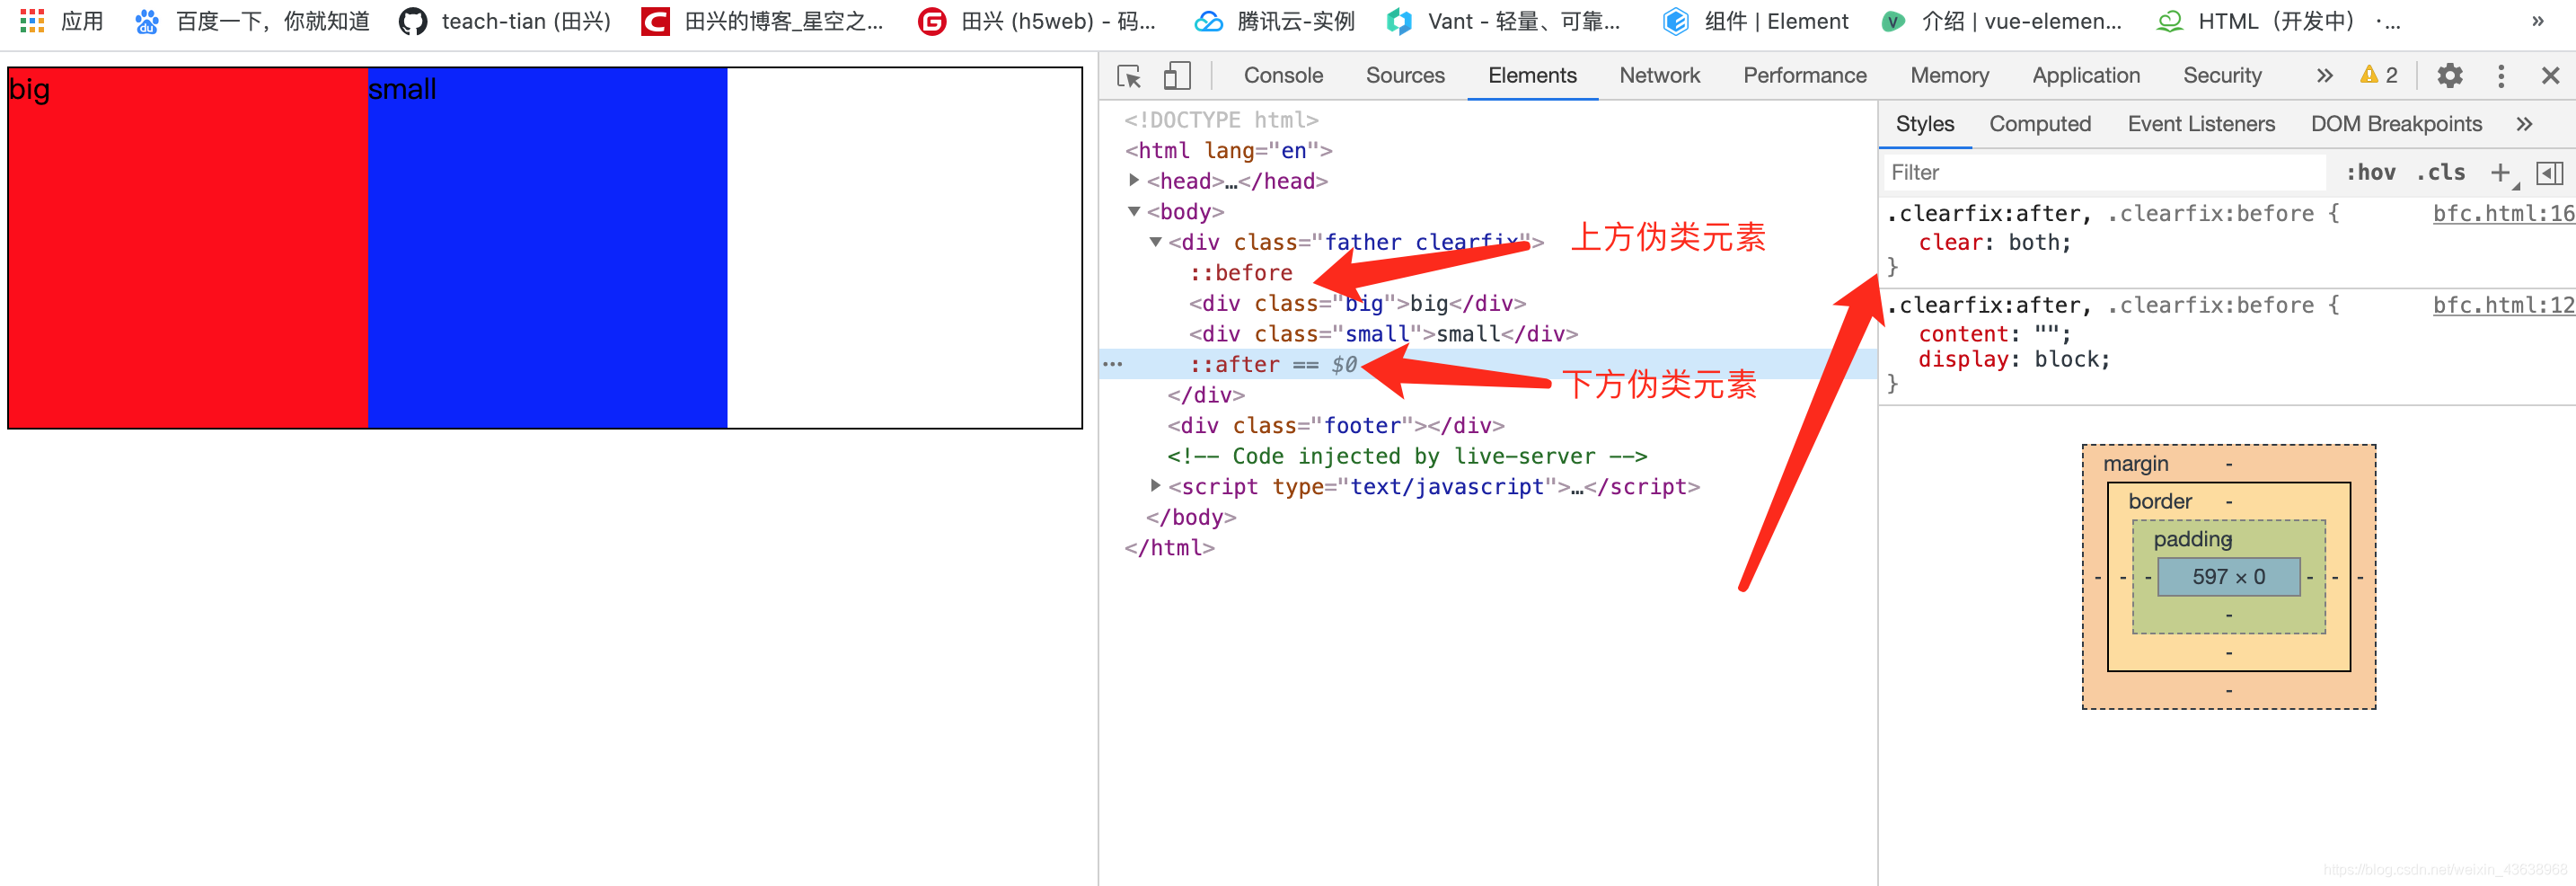 应用 百度一下，你就知道 teach-tian (田兴) 田兴的博客_星空之... 田兴 (h5web) - 码... 腾讯云-实例 Vant - 轻量、可靠... 组件 | Element 介绍 | vue-elemen... HTML（开发中） ·... »
big small
Console Sources Elements Network Performance Memory Application Security » 2
<!DOCTYPE html>
<html lang="en">
<head>…</head>
<body>
<div class="father clearfix">
::before
<div class="big">big</div>
<div class="small">small</div>
::after == $0
</div>
<div class="footer"></div>
<!-- Code injected by live-server -->
<script type="text/javascript">…</script>
</body>
</html>
上方伪类元素
下方伪类元素
Styles Computed Event Listeners DOM Breakpoints »
Filter :hov .cls +
.clearfix:after, .clearfix:before { bfc.html:16
clear: both;
}
.clearfix:after, .clearfix:before { bfc.html:12
content: "";
display: block;
}
margin -
border -
padding -
- - - 597 × 0 - - -
-
-
-
https://blog.csdn.net/weixin_43638968